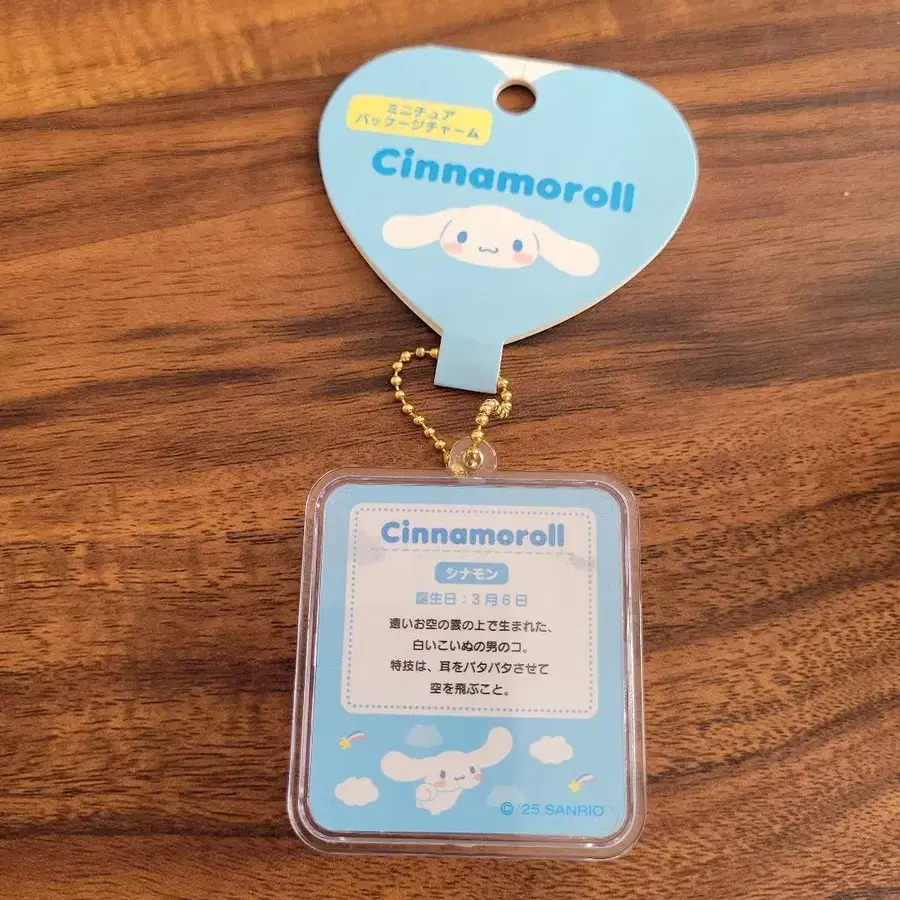 ミニチュア
パッケージチャーム
Cinnamoroll
Cinnamoroll
シナモン
誕生日：3月6日
遠いお空の雲の上で生まれた、
白いこいぬの男のコ。
特技は、耳をパタパタさせて
空を飛ぶこと。
© '25 SANRIO